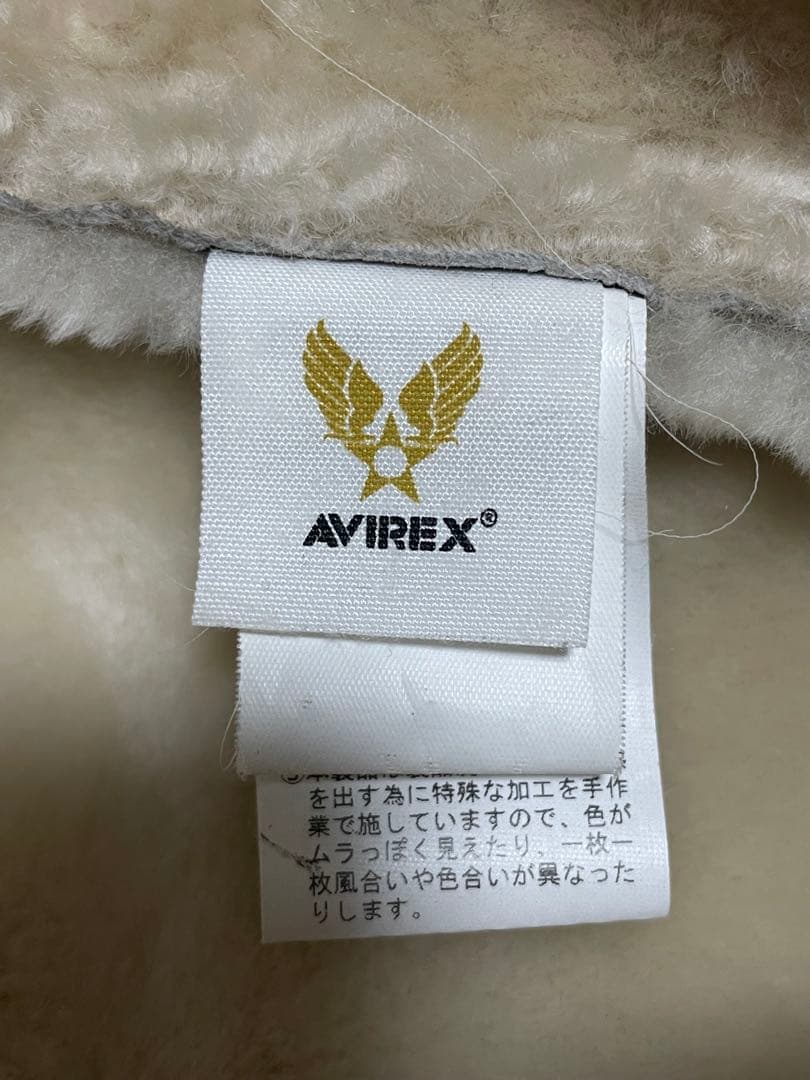 AVIREX®
を出す為に特殊な加工を手作
業で施していますので、色が
ムラっぽく見えたり、一枚一
枚風合いや色合いが異なった
りします。